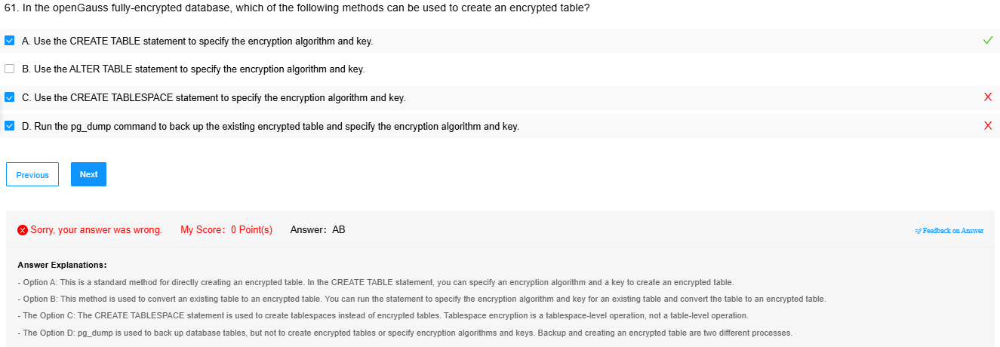 61. In the openGauss fully-encrypted database, which of the following methods can be used to create an encrypted table?
A. Use the CREATE TABLE statement to specify the encryption algorithm and key.
B. Use the ALTER TABLE statement to specify the encryption algorithm and key.
C. Use the CREATE TABLESPACE statement to specify the encryption algorithm and key.
D. Run the pg_dump command to back up the existing encrypted table and specify the encryption algorithm and key.
Previous Next
Sorry, your answer was wrong. My Score: 0 Point(s) Answer: AB Feedback on Answer
Answer Explanations:
- Option A: This is a standard method for directly creating an encrypted table. In the CREATE TABLE statement, you can specify an encryption algorithm and a key to create an encrypted table.
- Option B: This method is used to convert an existing table to an encrypted table. You can run the statement to specify the encryption algorithm and key for an existing table and convert the table to an encrypted table.
- The Option C: The CREATE TABLESPACE statement is used to create tablespaces instead of encrypted tables. Tablespace encryption is a tablespace-level operation, not a table-level operation.
- The Option D: pg_dump is used to back up database tables, but not to create encrypted tables or specify encryption algorithms and keys. Backup and creating an encrypted table are two different processes.